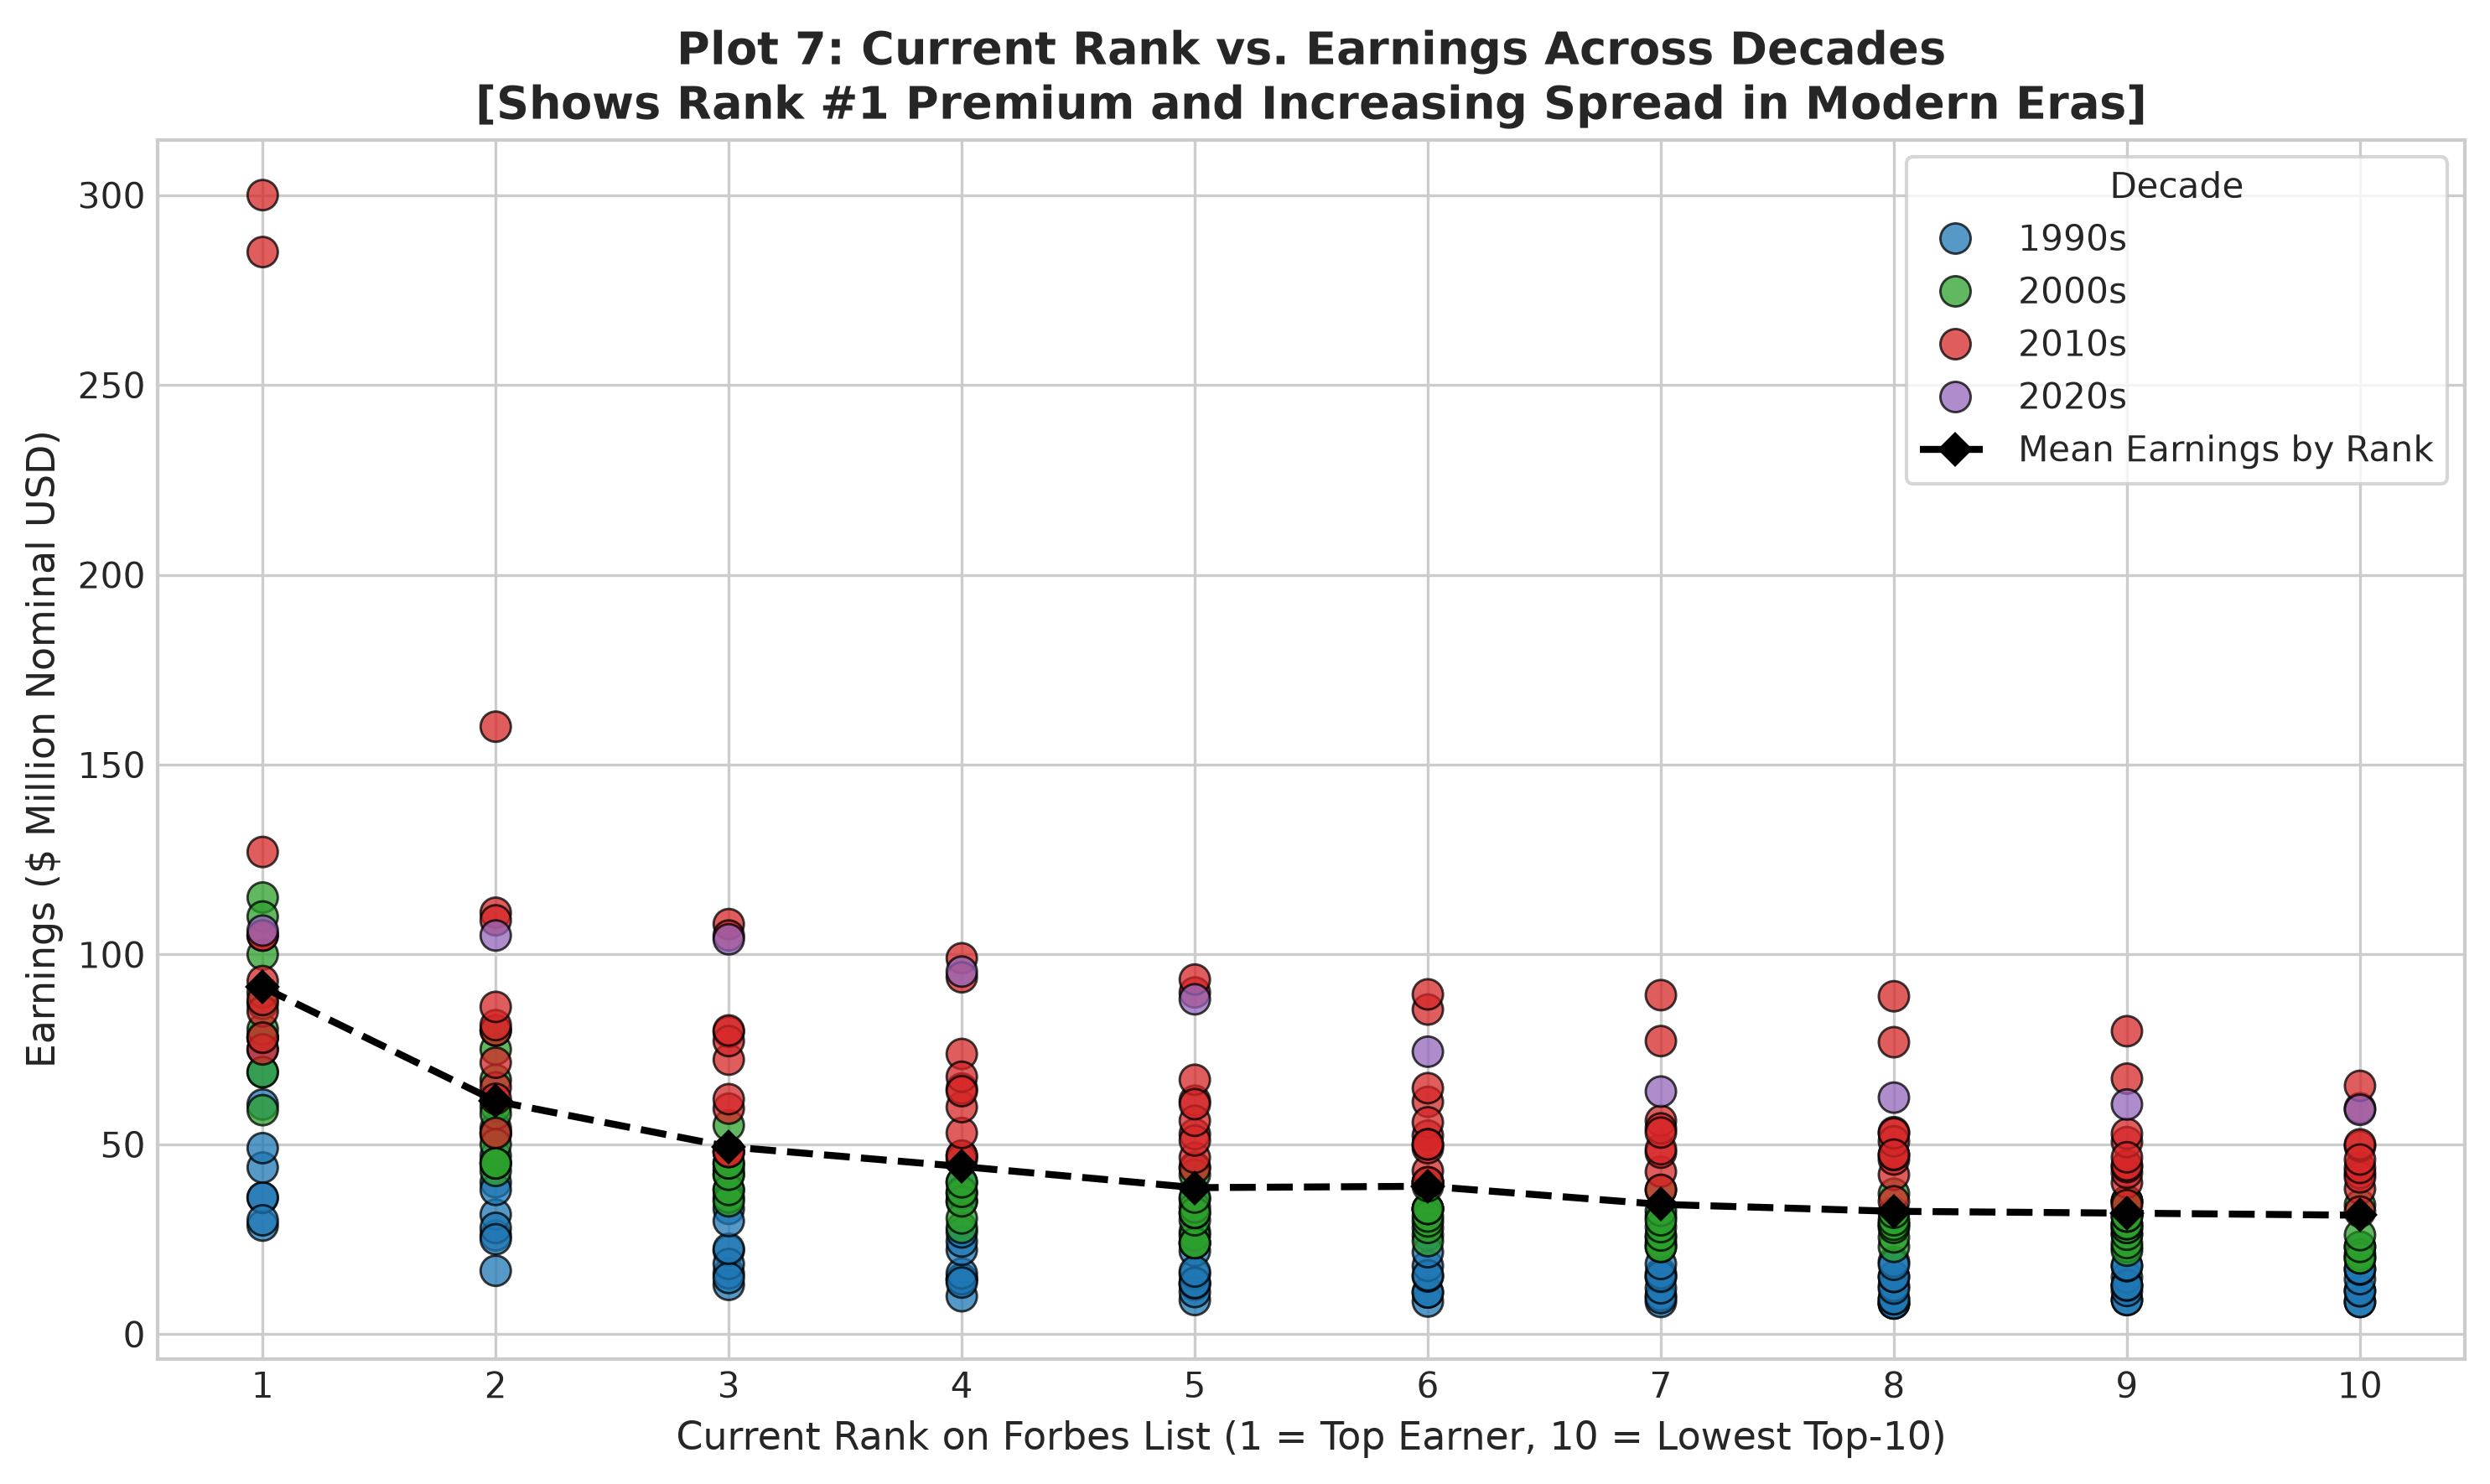 Plot 7: Current Rank vs. Earnings Across Decades
[Shows Rank #1 Premium and Increasing Spread in Modern Eras]
Earnings ($ Million Nominal USD)
300
250
200
150
100
50
0
Decade
1990s
2000s
2010s
2020s
Mean Earnings by Rank
1 2 3 4 5 6 7 8 9 10
Current Rank on Forbes List (1 = Top Earner, 10 = Lowest Top-10)